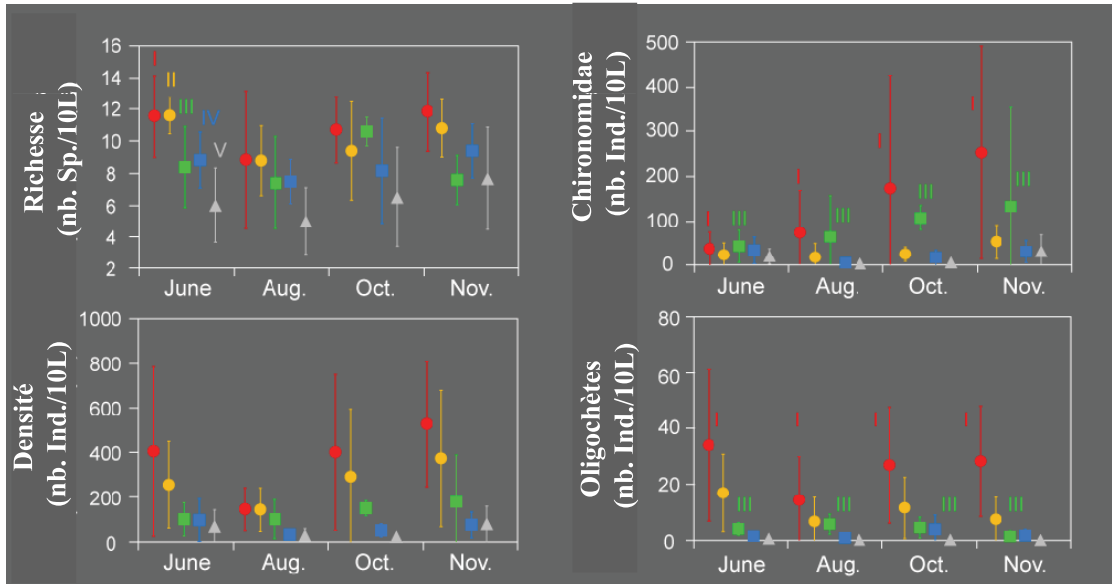 Richesse
(nb. Sp./10L)
16
14
12
10
8
6
4
2
I
II
III
IV
V
June
Aug.
Oct.
Nov.
Chironomidae
(nb. Ind./10L)
500
400
300
200
100
0
I
III
I
III
I
III
I
III
June
Aug.
Oct.
Nov.
Densité
(nb. Ind./10L)
1000
800
600
400
200
0
June
Aug.
Oct.
Nov.
Oligochètes
(nb. Ind./10L)
80
60
40
20
0
I
III
I
III
I
III
I
III
June
Aug.
Oct.
Nov.